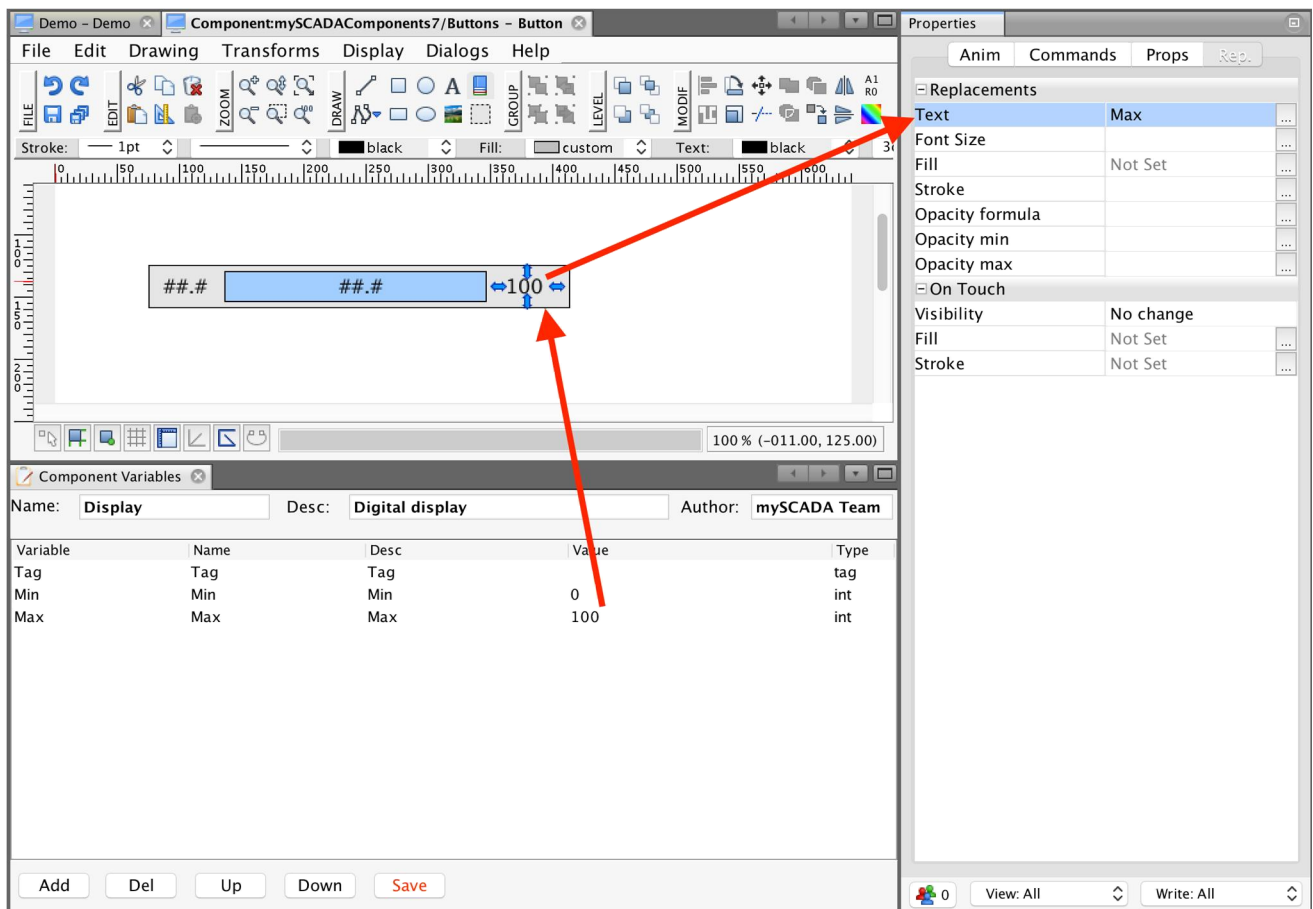 Demo – Demo
Component:mySCADAComponents7/Buttons – Button
File Edit Drawing Transforms Display Dialogs Help
FILE EDIT ZOOM DRAW GROUP LEVEL MODIF
A
A1
R0
Stroke: 1pt black Fill: custom Text: black
0 50 100 150 200 250 300 350 400 450 500 550 600
100
150
200
##.# ##.# 100
100 % (-011.00, 125.00)
Component Variables
Name: Display Desc: Digital display Author: mySCADA Team
Variable Name Desc Value Type
Tag Tag Tag tag
Min Min Min 0 int
Max Max Max 100 int
Add Del Up Down Save
Properties
Anim Commands Props Rep.
Replacements
Text Max ...
Font Size ...
Fill Not Set ...
Stroke ...
Opacity formula ...
Opacity min ...
Opacity max ...
On Touch
Visibility No change
Fill Not Set ...
Stroke Not Set ...
0 View: All Write: All